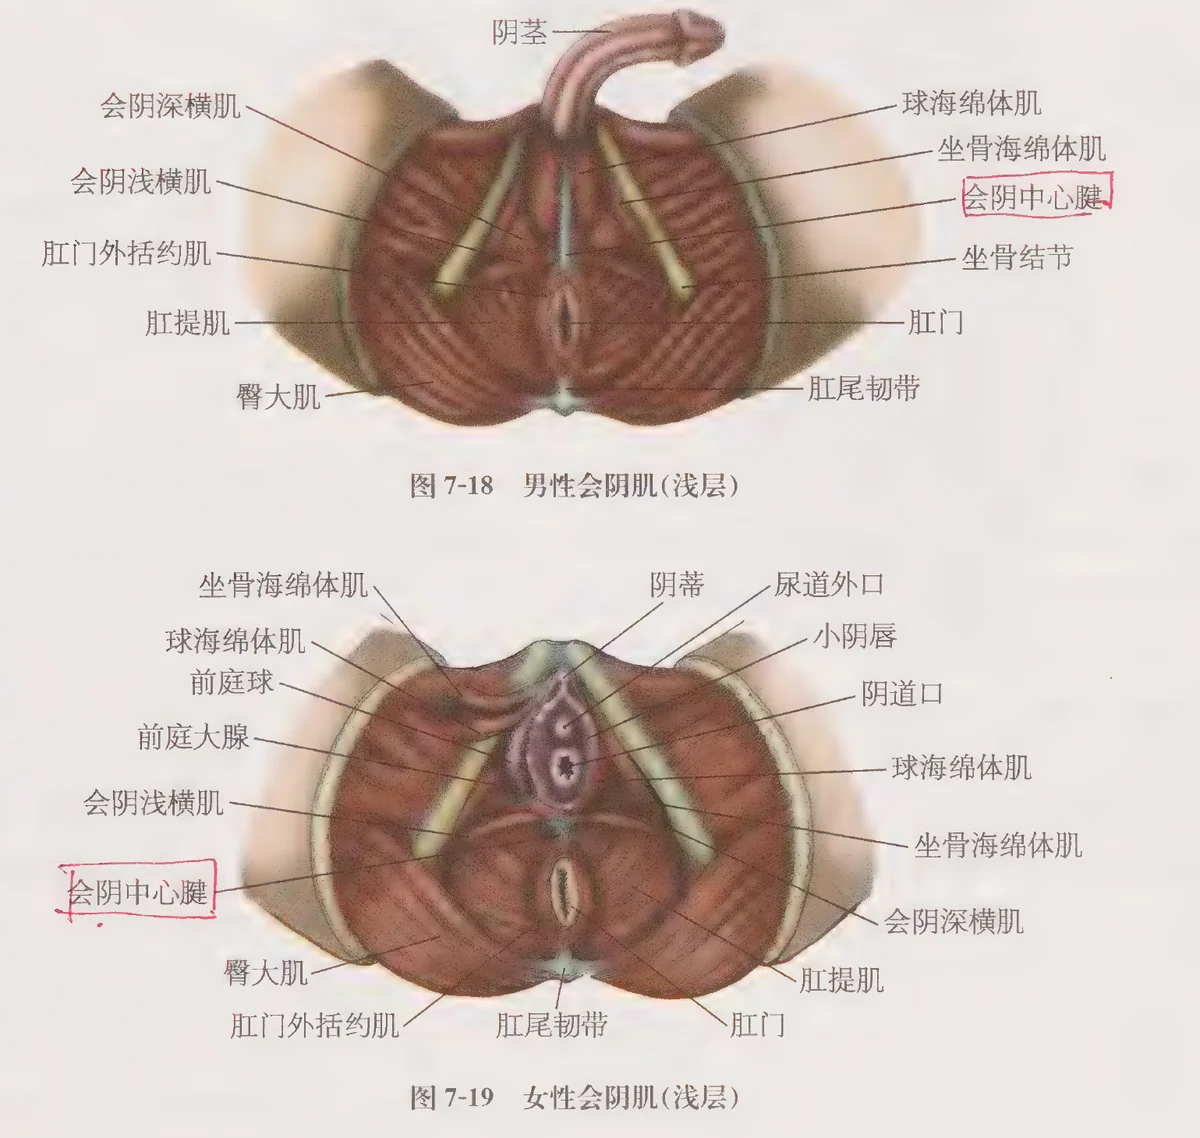 阴茎
会阴深横肌
球海绵体肌
坐骨海绵体肌
会阴浅横肌
会阴中心腱
肛门外括约肌
坐骨结节
肛提肌
肛门
臀大肌
肛尾韧带
图 7-18 男性会阴肌(浅层)
坐骨海绵体肌
阴蒂
尿道外口
球海绵体肌
小阴唇
前庭球
阴道口
前庭大腺
球海绵体肌
会阴浅横肌
坐骨海绵体肌
会阴中心腱
会阴深横肌
臀大肌
肛提肌
肛门外括约肌
肛尾韧带
肛门
图 7-19 女性会阴肌(浅层)